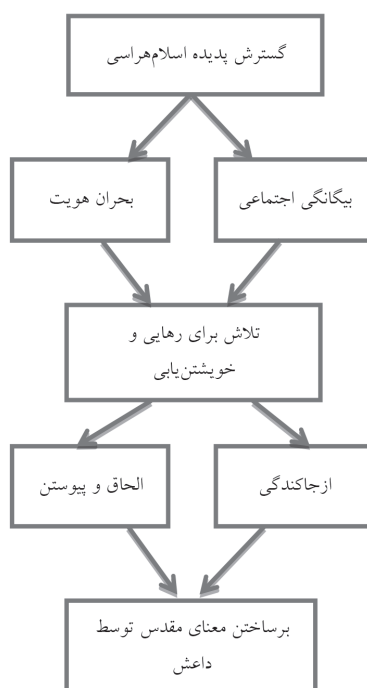 گسترش پدیده اسلام‌هراسی
بیگانگی اجتماعی
بحران هویت
تلاش برای رهایی و
خویشتن‌یابی
ازجاکندگی
الحاق و پیوستن
برساختن معنای مقدس توسط
داعش